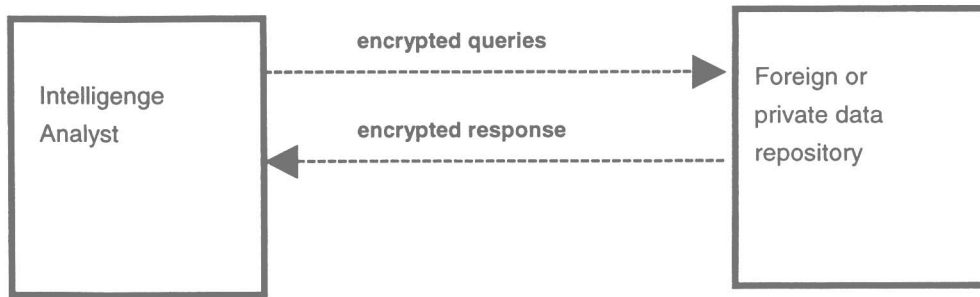 encrypted queries
Intelligenge
Analyst
encrypted response
Foreign or
private data
repository